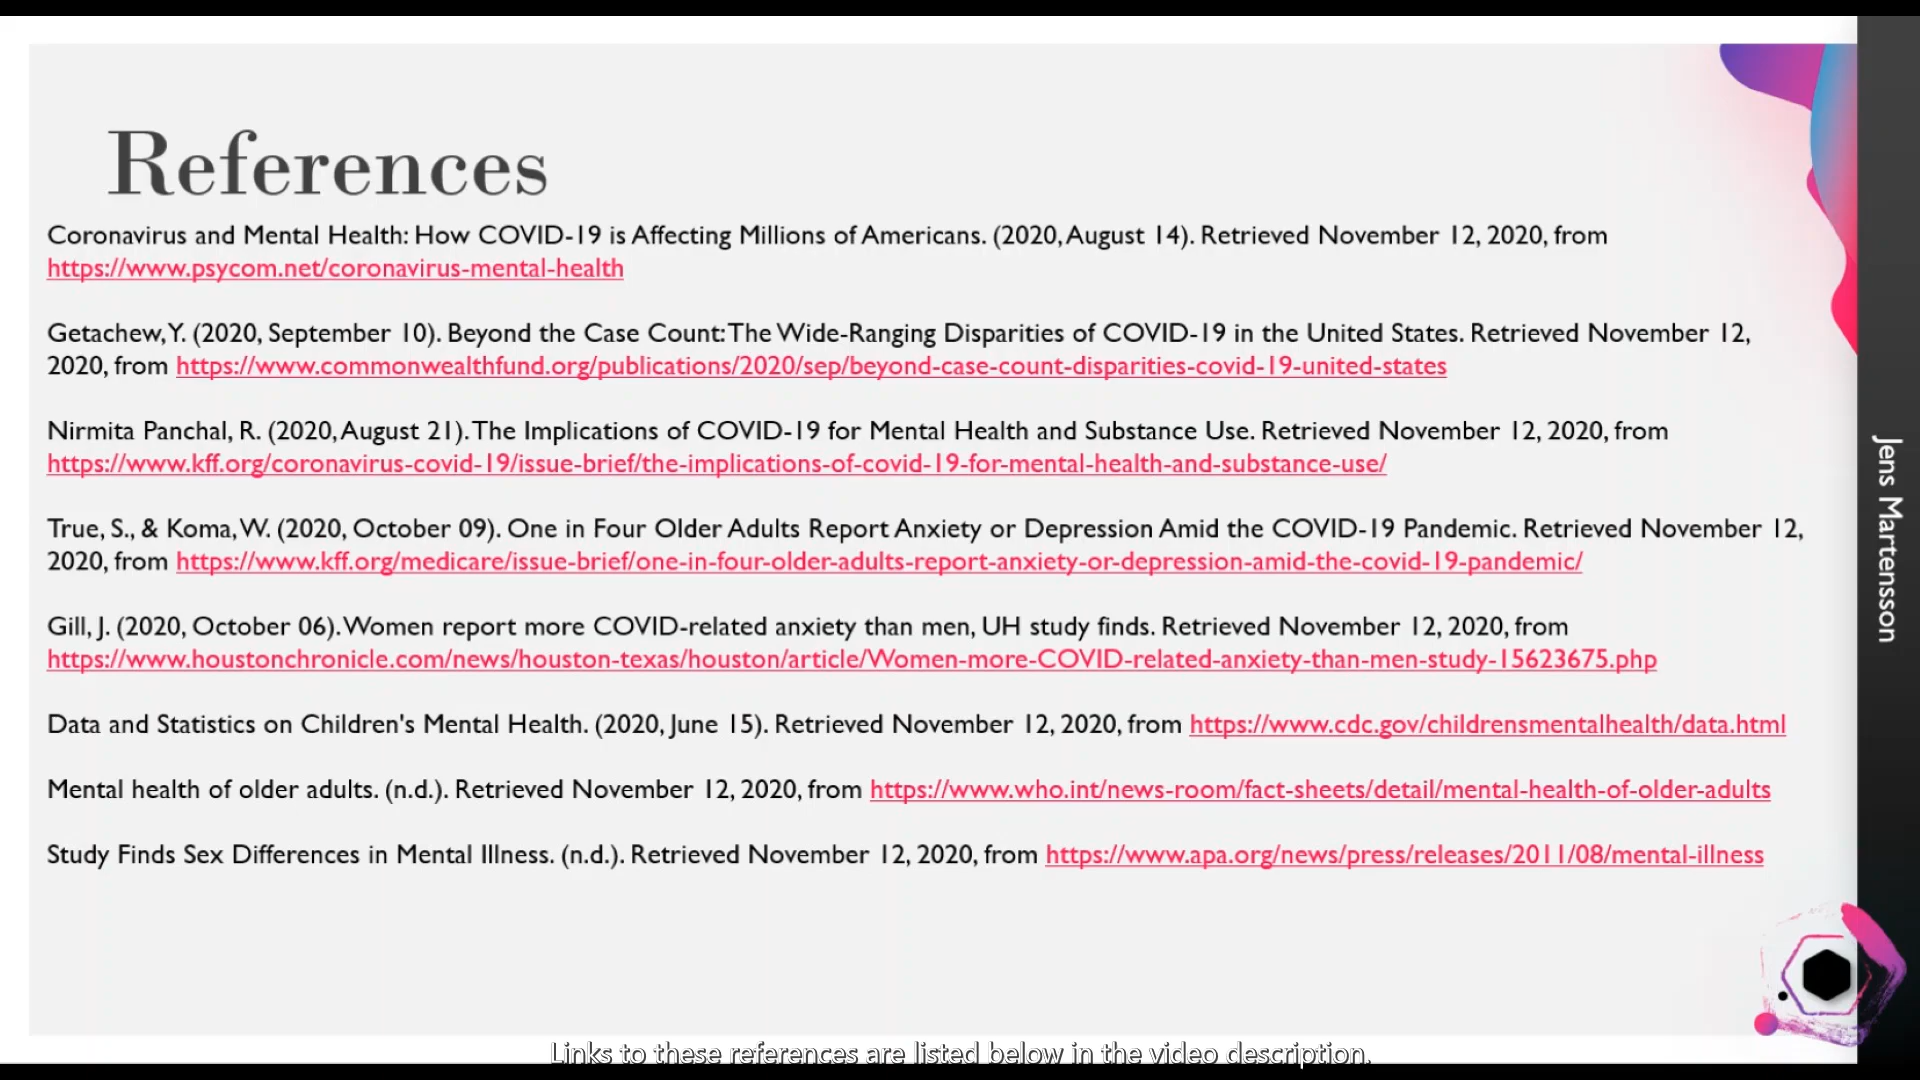 References
Coronavirus and Mental Health: How COVID-19 is Affecting Millions of Americans. (2020, August 14). Retrieved November 12, 2020, from
https://www.psycom.net/coronavirus-mental-health
Getachew, Y. (2020, September 10). Beyond the Case Count: The Wide-Ranging Disparities of COVID-19 in the United States. Retrieved November 12,
2020, from https://www.commonwealthfund.org/publications/2020/sep/beyond-case-count-disparities-covid-19-united-states
Nirmita Panchal, R. (2020, August 21). The Implications of COVID-19 for Mental Health and Substance Use. Retrieved November 12, 2020, from
https://www.kff.org/coronavirus-covid-19/issue-brief/the-implications-of-covid-19-for-mental-health-and-substance-use/
True, S., & Koma, W. (2020, October 09). One in Four Older Adults Report Anxiety or Depression Amid the COVID-19 Pandemic. Retrieved November 12,
2020, from https://www.kff.org/medicare/issue-brief/one-in-four-older-adults-report-anxiety-or-depression-amid-the-covid-19-pandemic/
Gill, J. (2020, October 06). Women report more COVID-related anxiety than men, UH study finds. Retrieved November 12, 2020, from
https://www.houstonchronicle.com/news/houston-texas/houston/article/Women-more-COVID-related-anxiety-than-men-study-15623675.php
Data and Statistics on Children's Mental Health. (2020, June 15). Retrieved November 12, 2020, from https://www.cdc.gov/childrensmentalhealth/data.html
Mental health of older adults. (n.d.). Retrieved November 12, 2020, from https://www.who.int/news-room/fact-sheets/detail/mental-health-of-older-adults
Study Finds Sex Differences in Mental Illness. (n.d.). Retrieved November 12, 2020, from https://www.apa.org/news/press/releases/2011/08/mental-illness
Jens Martensson
Links to these references are listed below in the video description.